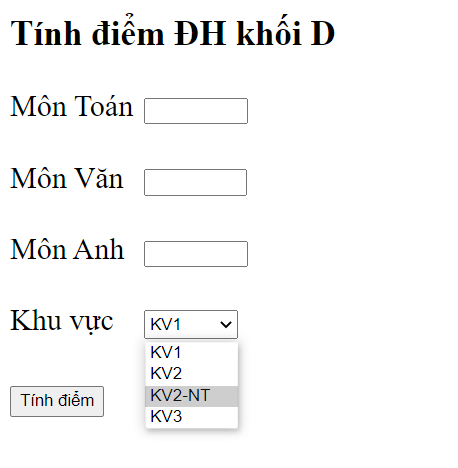 Tính điểm ĐH khối D
Môn Toán
Môn Văn
Môn Anh
Khu vực KV1
KV1
KV2
KV2-NT
KV3
Tính điểm